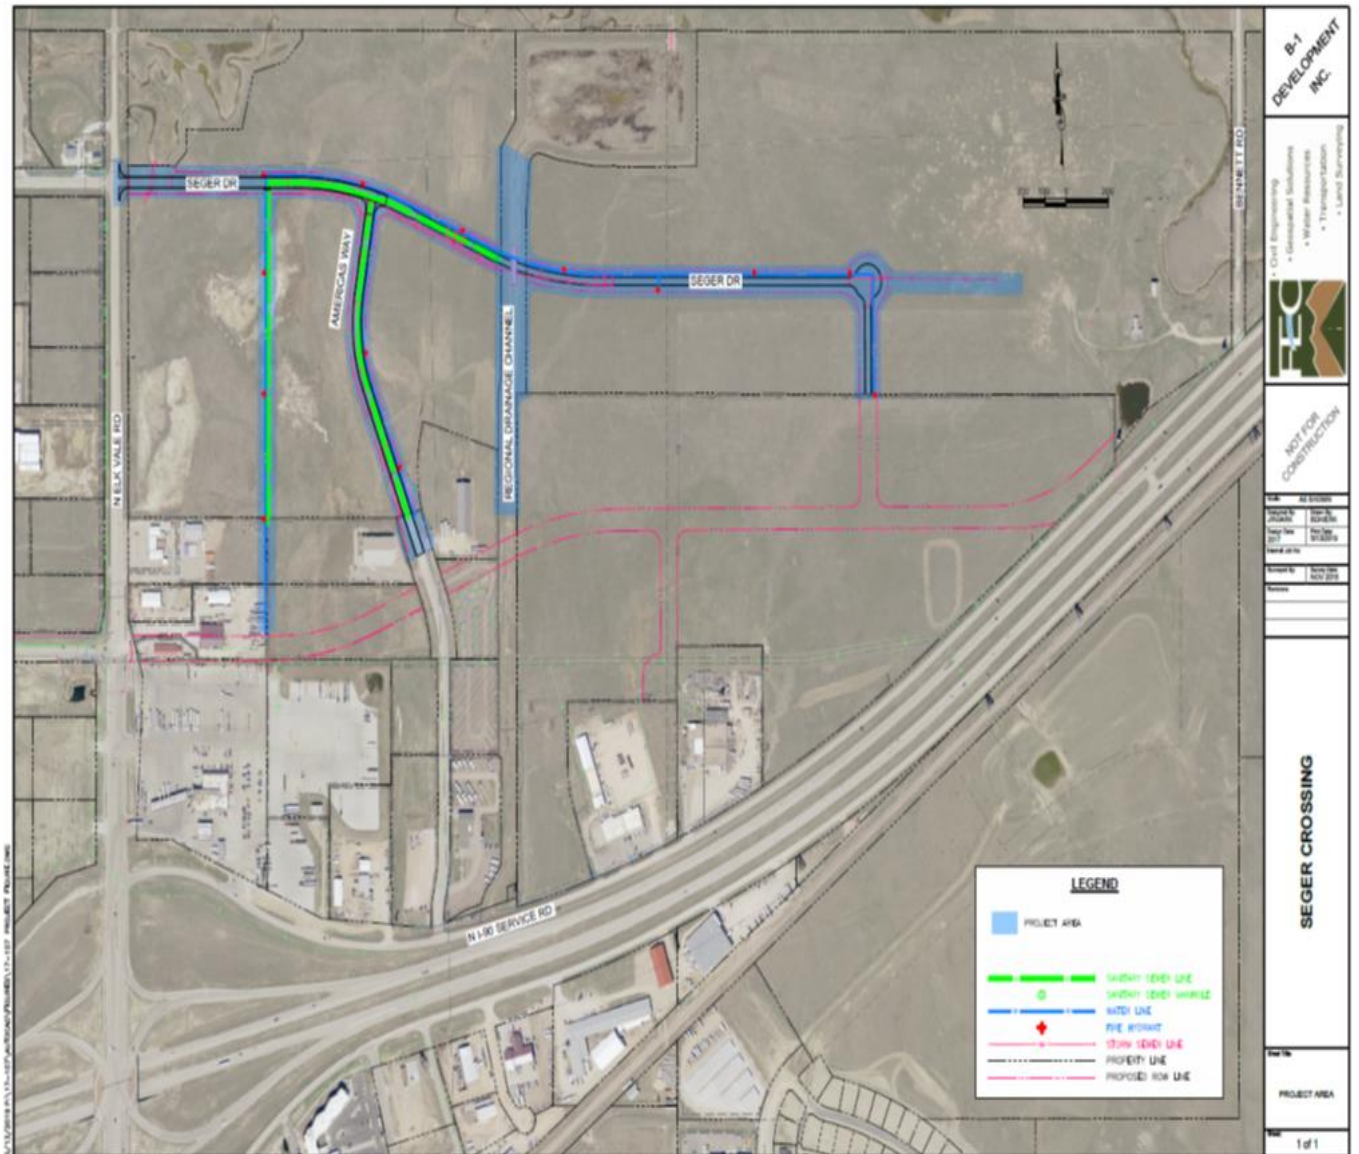 SEGER DR
AMERICAS WAY
SEGER DR
REGIONAL DRAINAGE CHANNEL
N ELK VALE RD
BENNETT RD
N I-90 SERVICE RD
LEGEND
PROJECT AREA
SANITARY SEWER LINE
SANITARY SEWER MANHOLE
WATER LINE
FIRE HYDRANT
STORM SEWER LINE
PROPERTY LINE
PROPOSED ROW LINE
B-1
DEVELOPMENT
INC.
• Civil Engineering
• Geospatial Solutions
• Water Resources
• Transportation
• Land Surveying
NOT FOR
CONSTRUCTION
SEGER CROSSING
PROJECT AREA
1 of 1